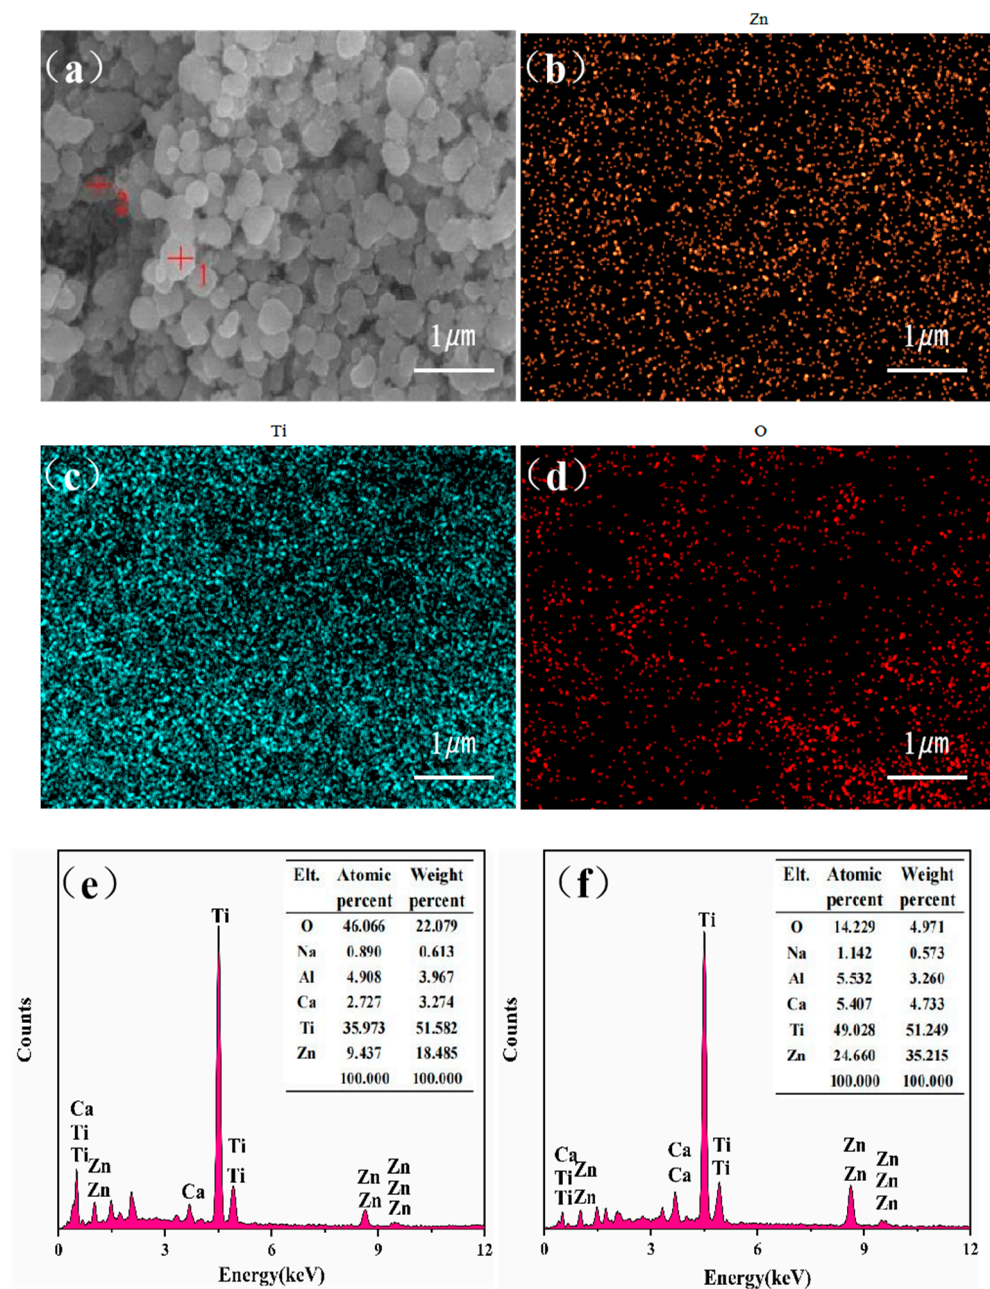 Zn
(a)
2
1
1μm
(b)
1μm
Ti
O
(c)
1μm
(d)
1μm
(e)
Elt. Atomic percent Weight percent
O 46.066 22.079
Na 0.890 0.613
Al 4.908 3.967
Ca 2.727 3.274
Ti 35.973 51.582
Zn 9.437 18.485
100.000 100.000
Ti
Ca
Ti
Ti
Zn
Zn
Ca
Ti
Ti
Zn
Zn
Zn
Zn
Zn
Counts
0 3 6 9 12
Energy(keV)
(f)
Elt. Atomic percent Weight percent
O 14.229 4.971
Na 1.142 0.573
Al 5.532 3.260
Ca 5.407 4.733
Ti 49.028 51.249
Zn 24.660 35.215
100.000 100.000
Ti
Ca
Ti
Ti
Zn
Zn
Ca
Ca
Ti
Ti
Zn
Zn
Zn
Zn
Zn
Counts
0 3 6 9 12
Energy(keV)